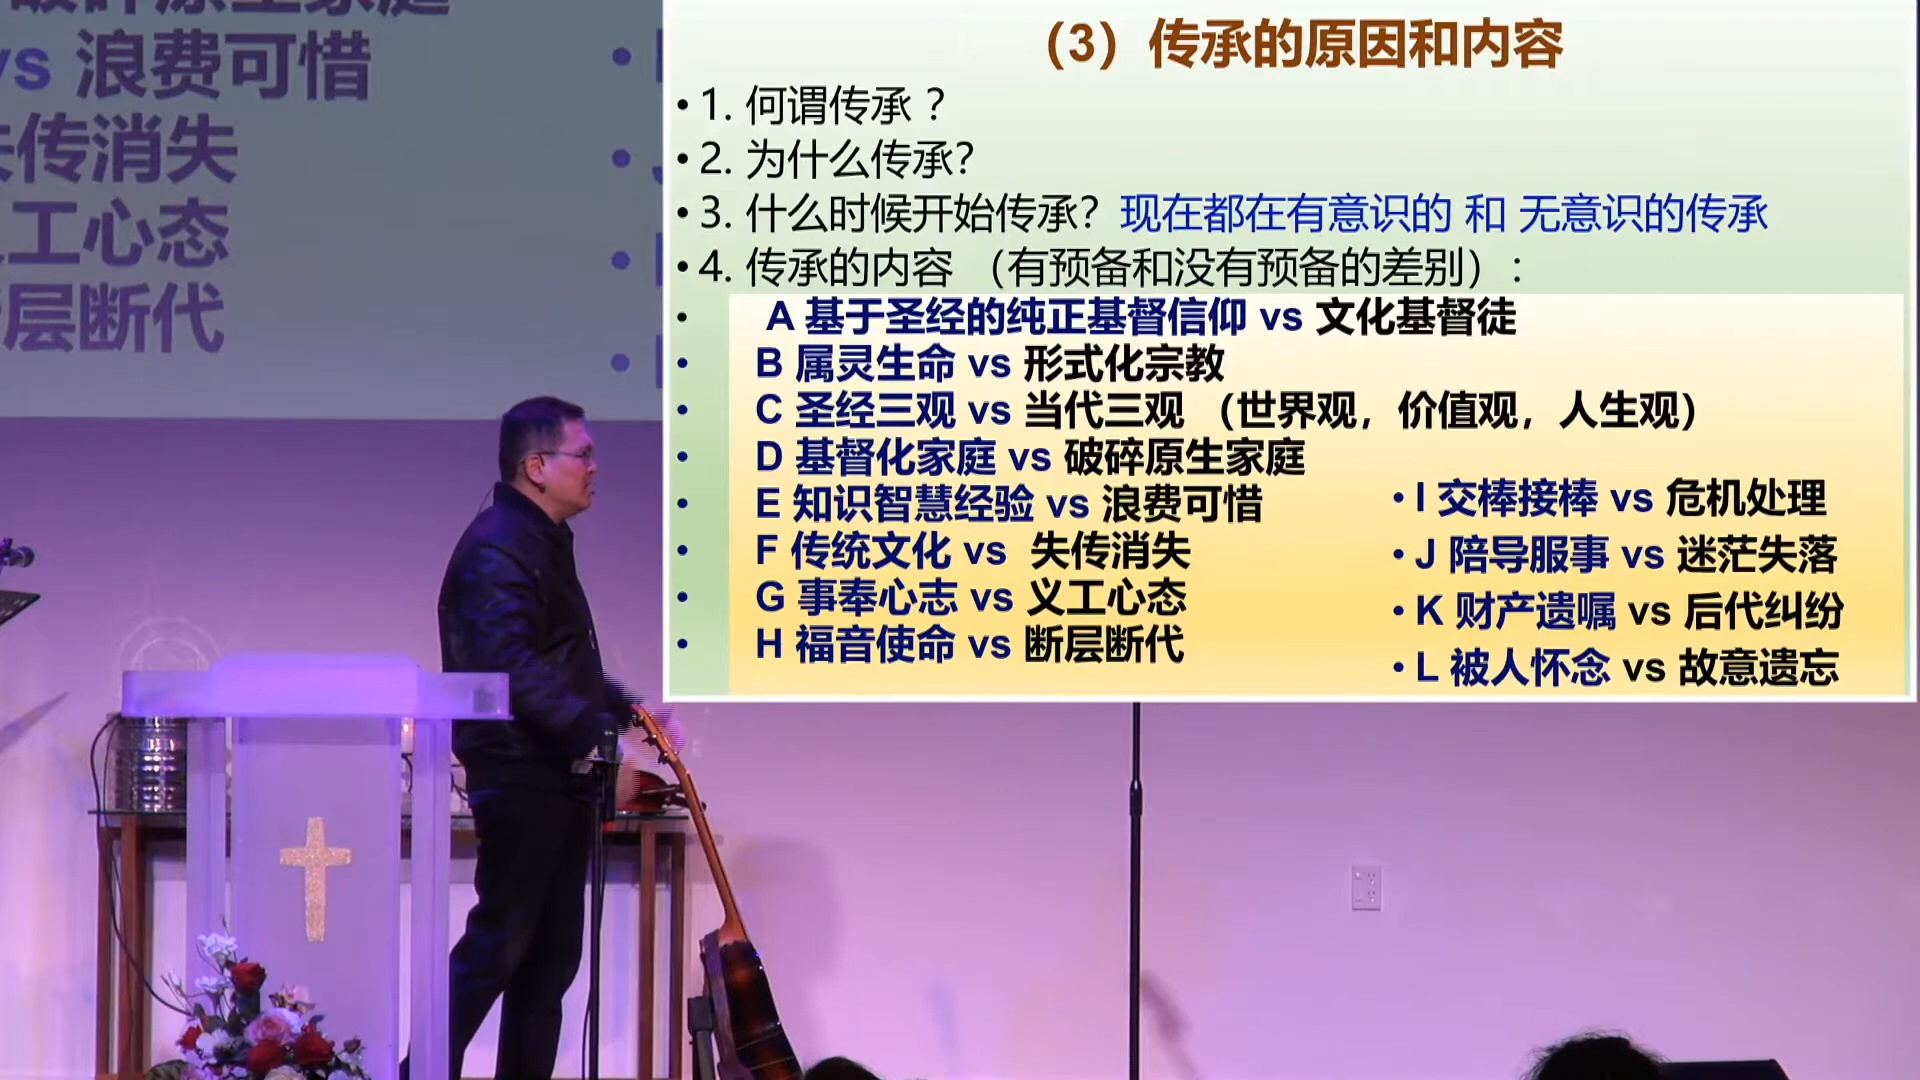 破碎原生家庭
vs 浪费可惜
失传消失
义工心态
断层断代
（3）传承的原因和内容
• 1. 何谓传承 ？
• 2. 为什么传承？
• 3. 什么时候开始传承？现在都在有意识的 和 无意识的传承
• 4. 传承的内容 （有预备和没有预备的差别）：
• A 基于圣经的纯正基督信仰 vs 文化基督徒
• B 属灵生命 vs 形式化宗教
• C 圣经三观 vs 当代三观 （世界观，价值观，人生观）
• D 基督化家庭 vs 破碎原生家庭
• E 知识智慧经验 vs 浪费可惜
• F 传统文化 vs 失传消失
• G 事奉心志 vs 义工心态
• H 福音使命 vs 断层断代
• I 交棒接棒 vs 危机处理
• J 陪导服事 vs 迷茫失落
• K 财产遗嘱 vs 后代纠纷
• L 被人怀念 vs 故意遗忘